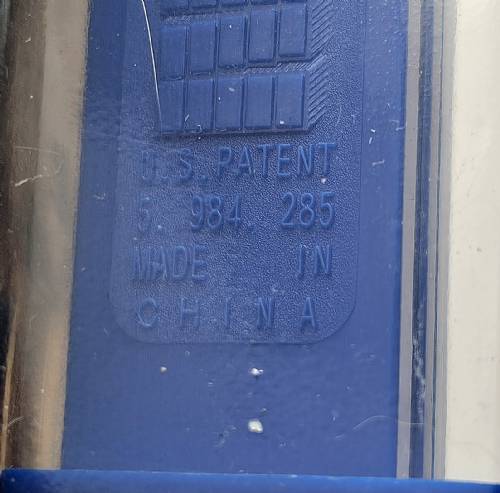 U.S. PATENT
5. 984. 285
MADE IN
CHINA